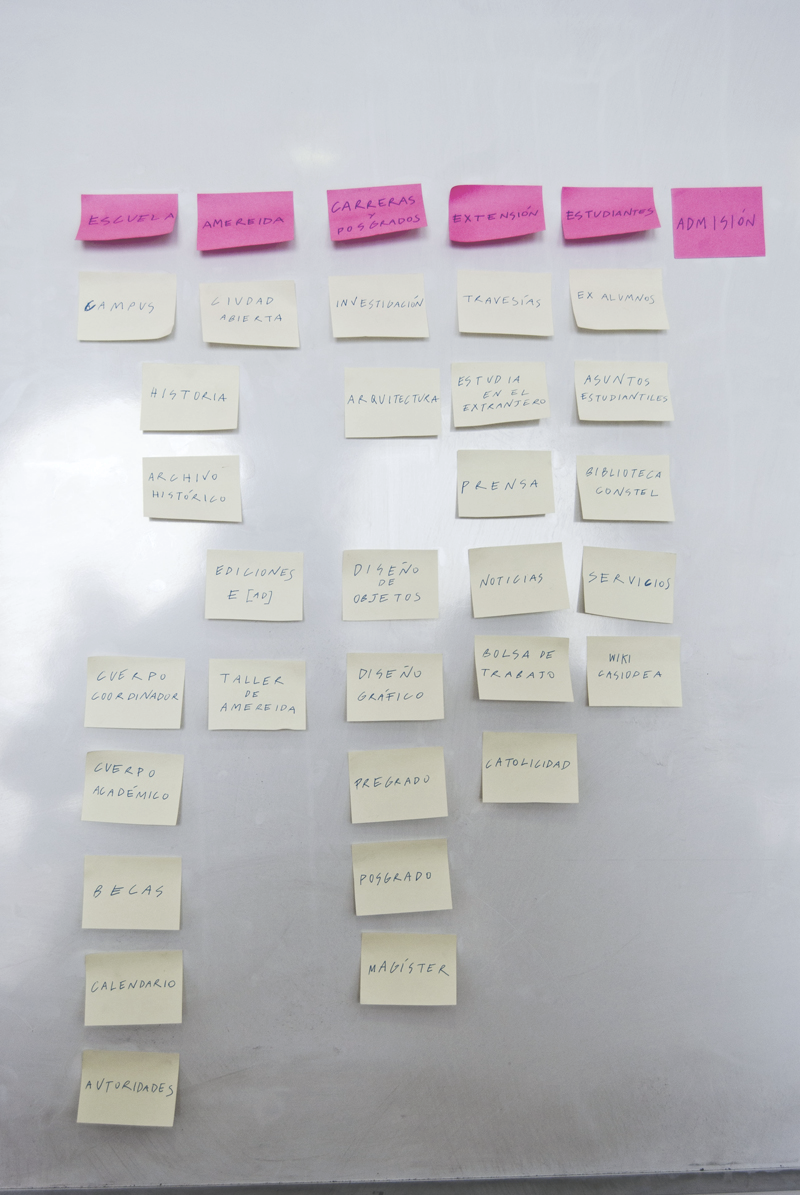 ESCUELA
AMEREIDA
CARRERAS
Y
POSGRADOS
EXTENSIÓN
ESTUDIANTES
ADMISIÓN
CAMPUS
CIUDAD
ABIERTA
INVESTIGACIÓN
TRAVESÍAS
EX ALUMNOS
HISTORIA
ARQUITECTURA
ESTUDIA
EN EL
EXTRANJERO
ASUNTOS
ESTUDIANTILES
ARCHIVO
HISTÓRICO
PRENSA
BIBLIOTECA
CONSTEL
EDICIONES
E [AD]
DISEÑO
DE
OBJETOS
NOTICIAS
SERVICIOS
CUERPO
COORDINADOR
TALLER
DE
AMEREIDA
DISEÑO
GRÁFICO
BOLSA DE
TRABAJO
WIKI
CASIOPEA
CUERPO
ACADÉMICO
PREGRADO
CATOLICIDAD
BECAS
POSGRADO
CALENDARIO
MAGÍSTER
AUTORIDADES